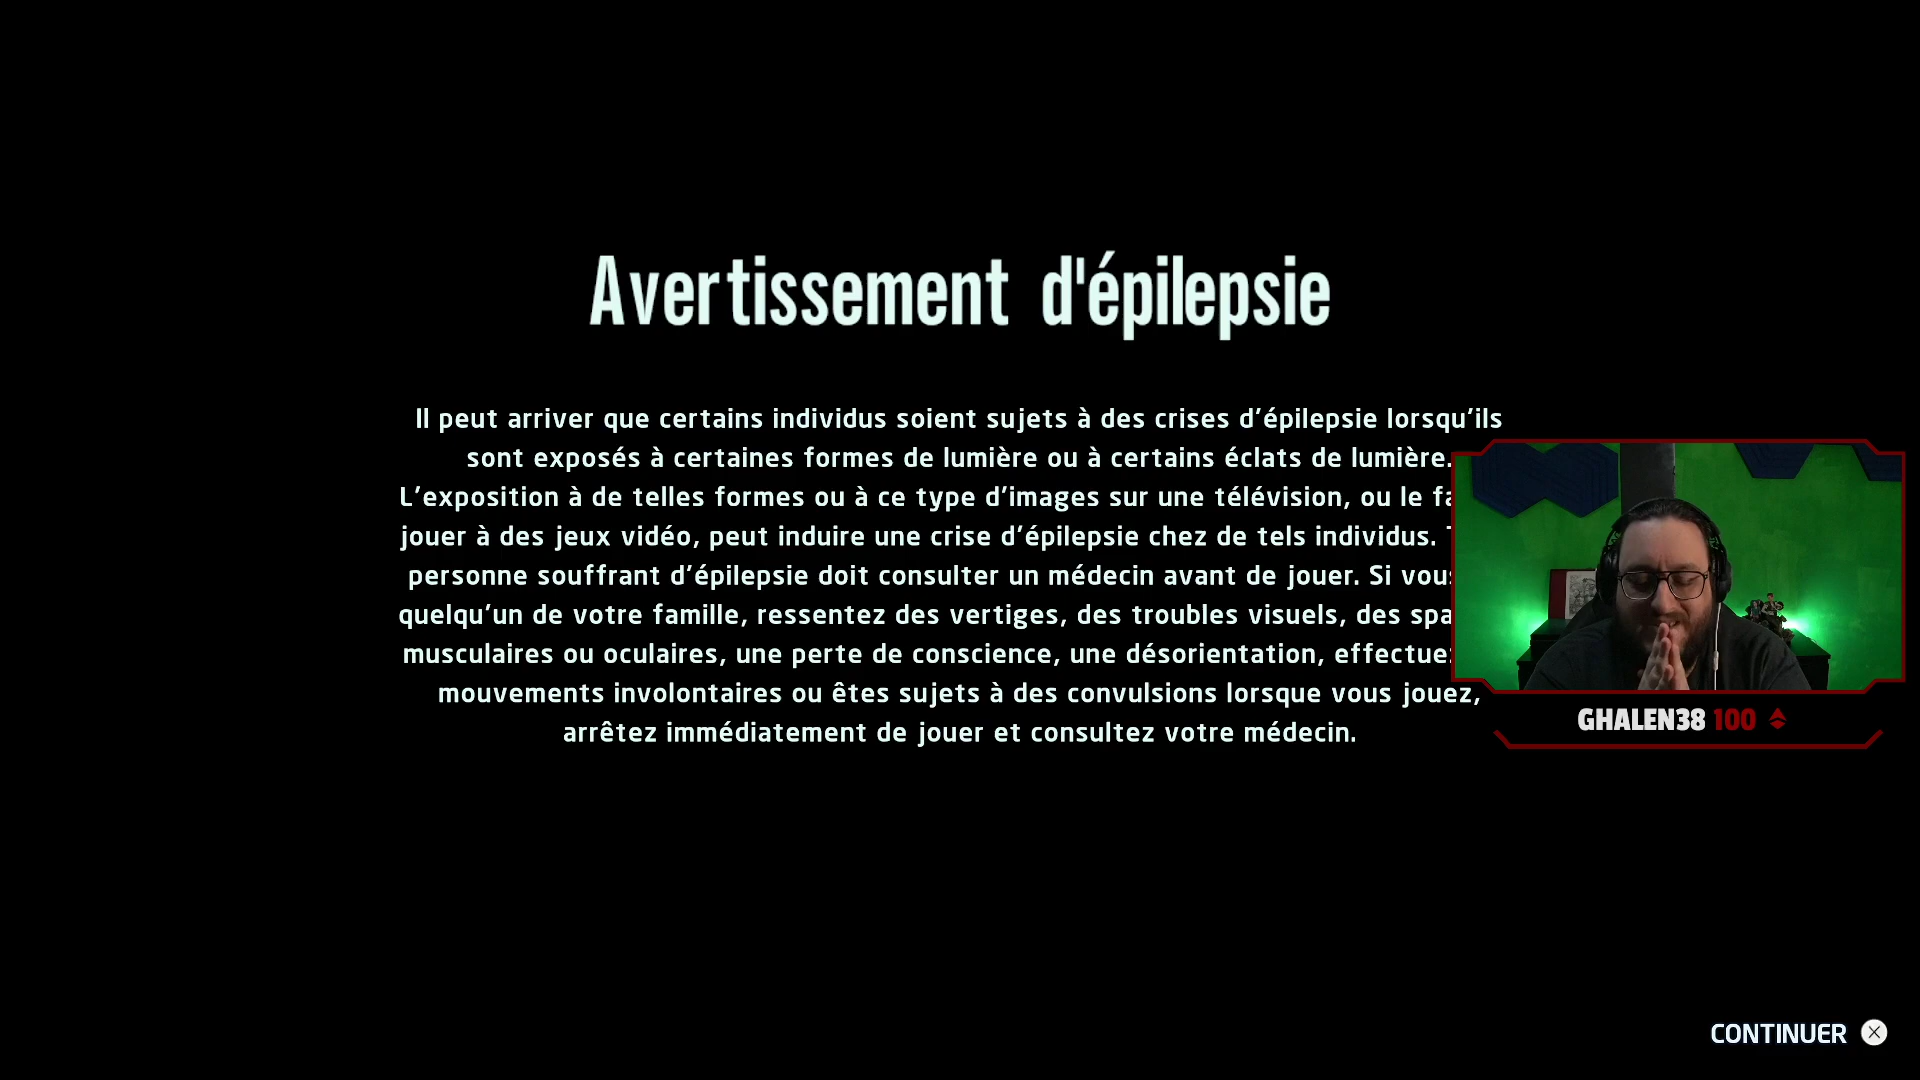 Avertissement d'épilepsie
Il peut arriver que certains individus soient sujets à des crises d'épilepsie lorsqu'ils
sont exposés à certaines formes de lumière ou à certains éclats de lumière.
L'exposition à de telles formes ou à ce type d'images sur une télévision, ou le
jouer à des jeux vidéo, peut induire une crise d'épilepsie chez de tels individus.
personne souffrant d'épilepsie doit consulter un médecin avant de jouer. Si vous
quelqu'un de votre famille, ressentez des vertiges, des troubles visuels, des
musculaires ou oculaires, une perte de conscience, une désorientation,
mouvements involontaires ou êtes sujets à des convulsions lorsque vous jouez,
arrêtez immédiatement de jouer et consultez votre médecin.
GHALEN38 100
CONTINUER